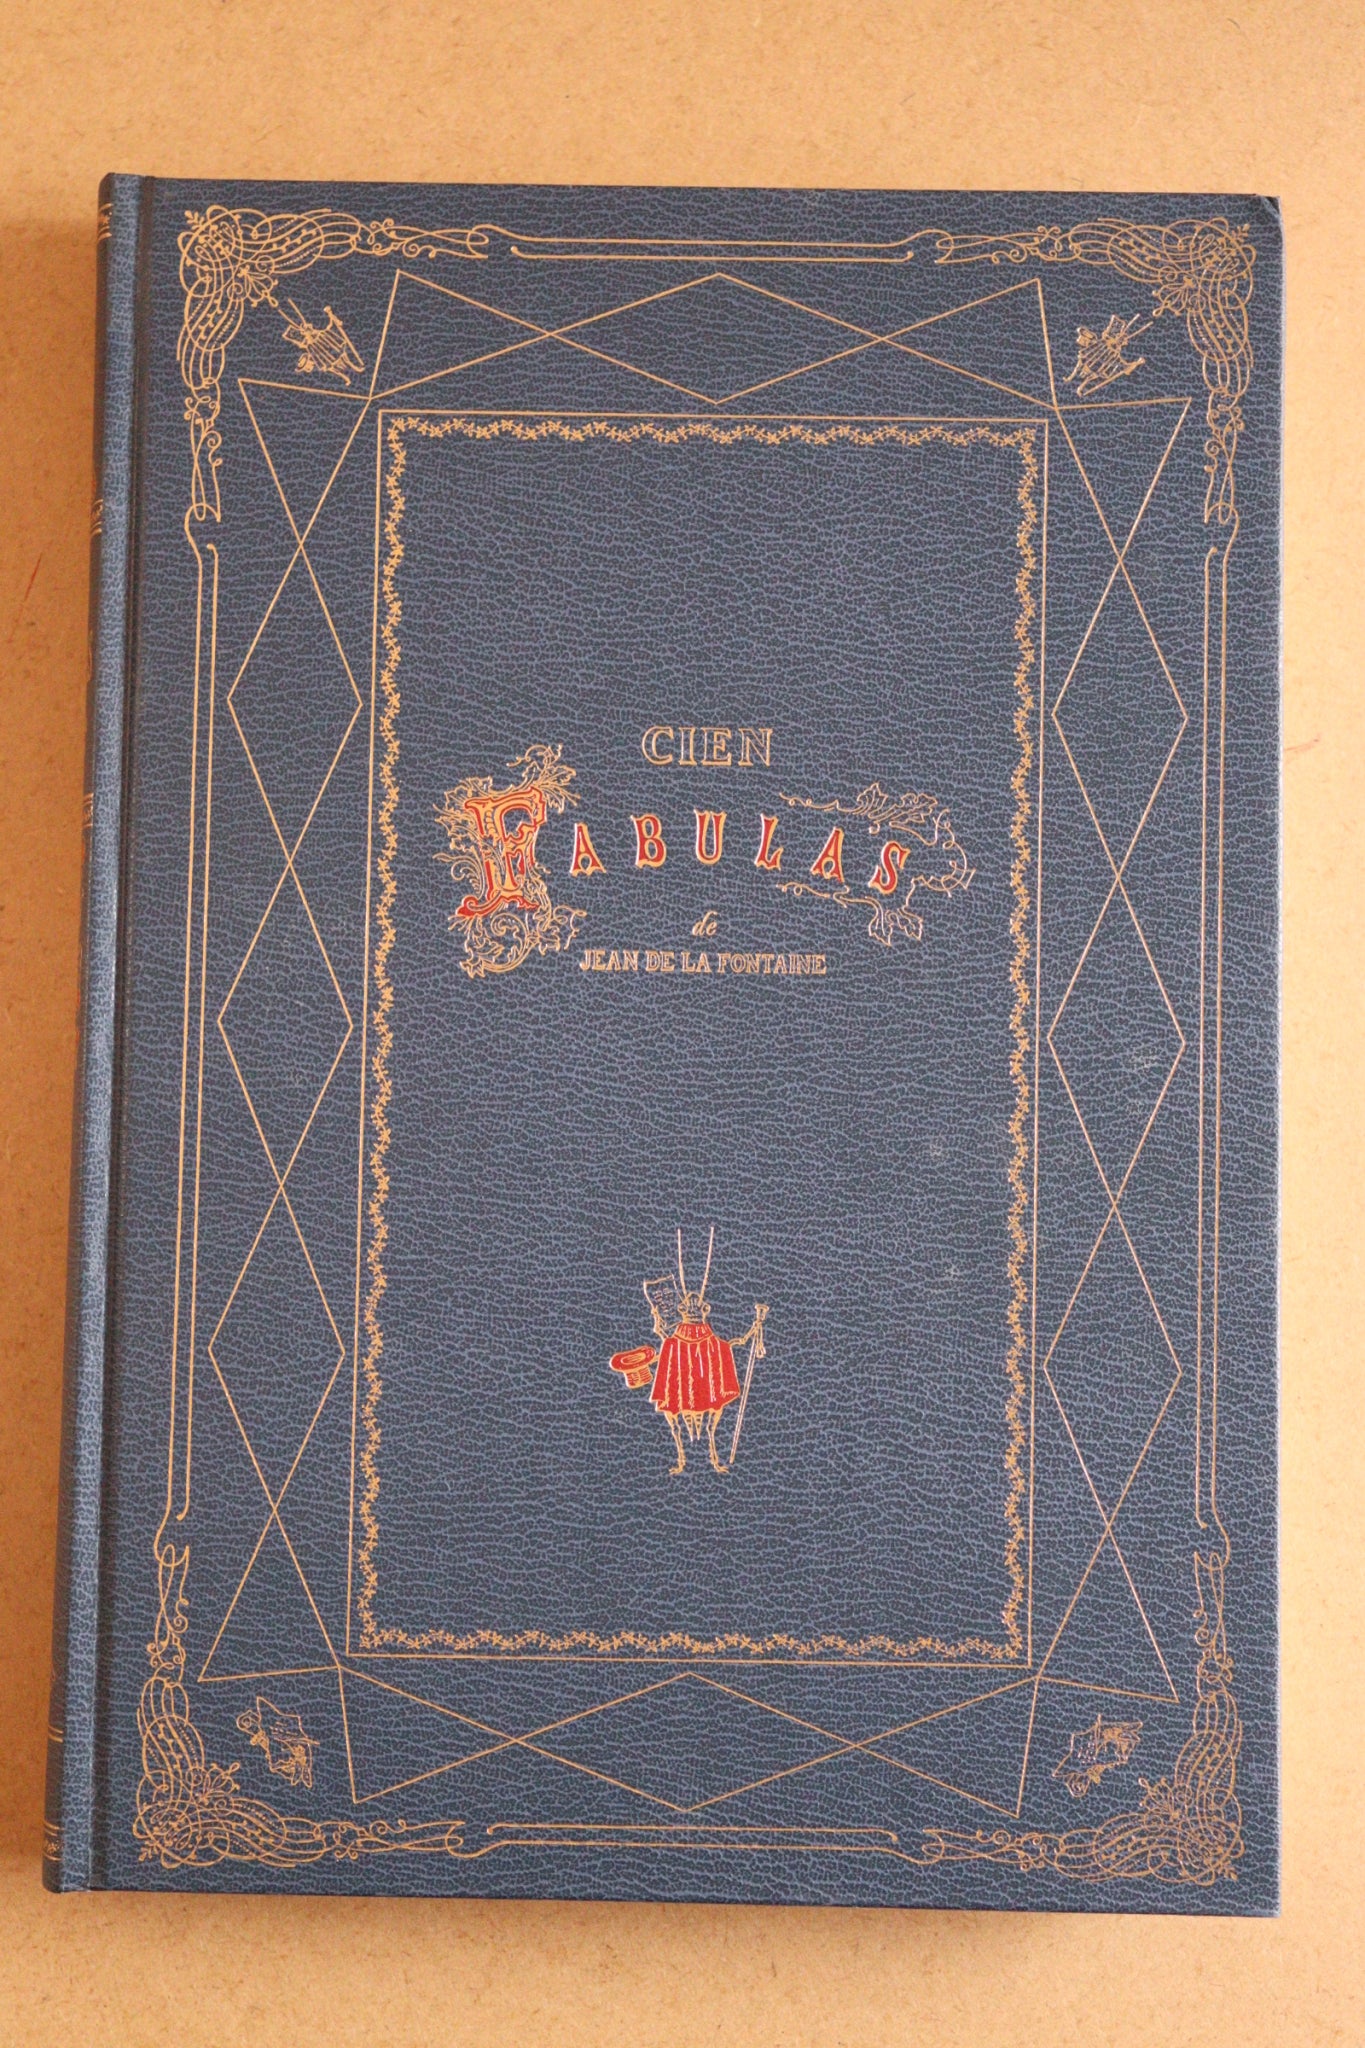 CIEN
FABULAS
de
JEAN DE LA FONTAINE